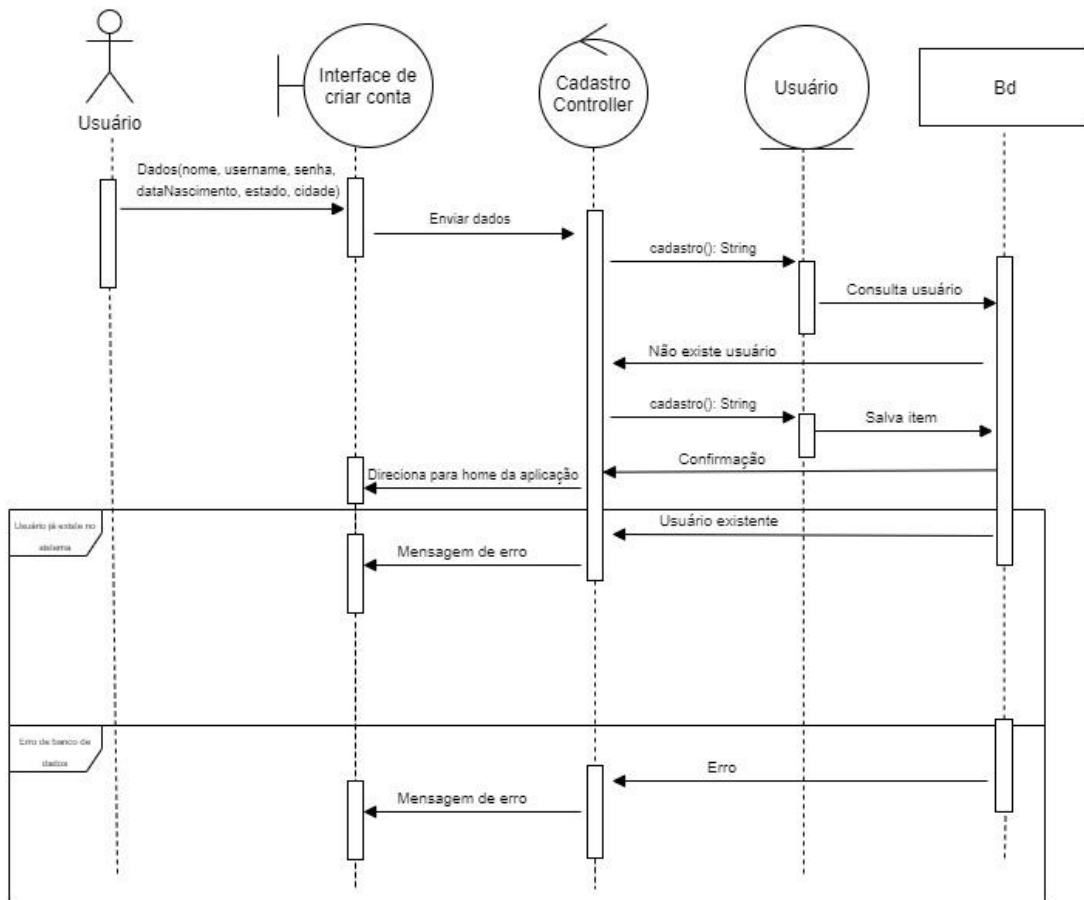 Usuário
Interface de
criar conta
Cadastro
Controller
Usuário
Bd
Dados(nome, username, senha,
dataNascimento, estado, cidade)
Enviar dados
cadastro(): String
Consulta usuário
Não existe usuário
cadastro(): String
Salva item
Confirmação
Direciona para home da aplicação
Usuário já existe no
sistema
Usuário existente
Mensagem de erro
Erro de banco de
dados
Erro
Mensagem de erro